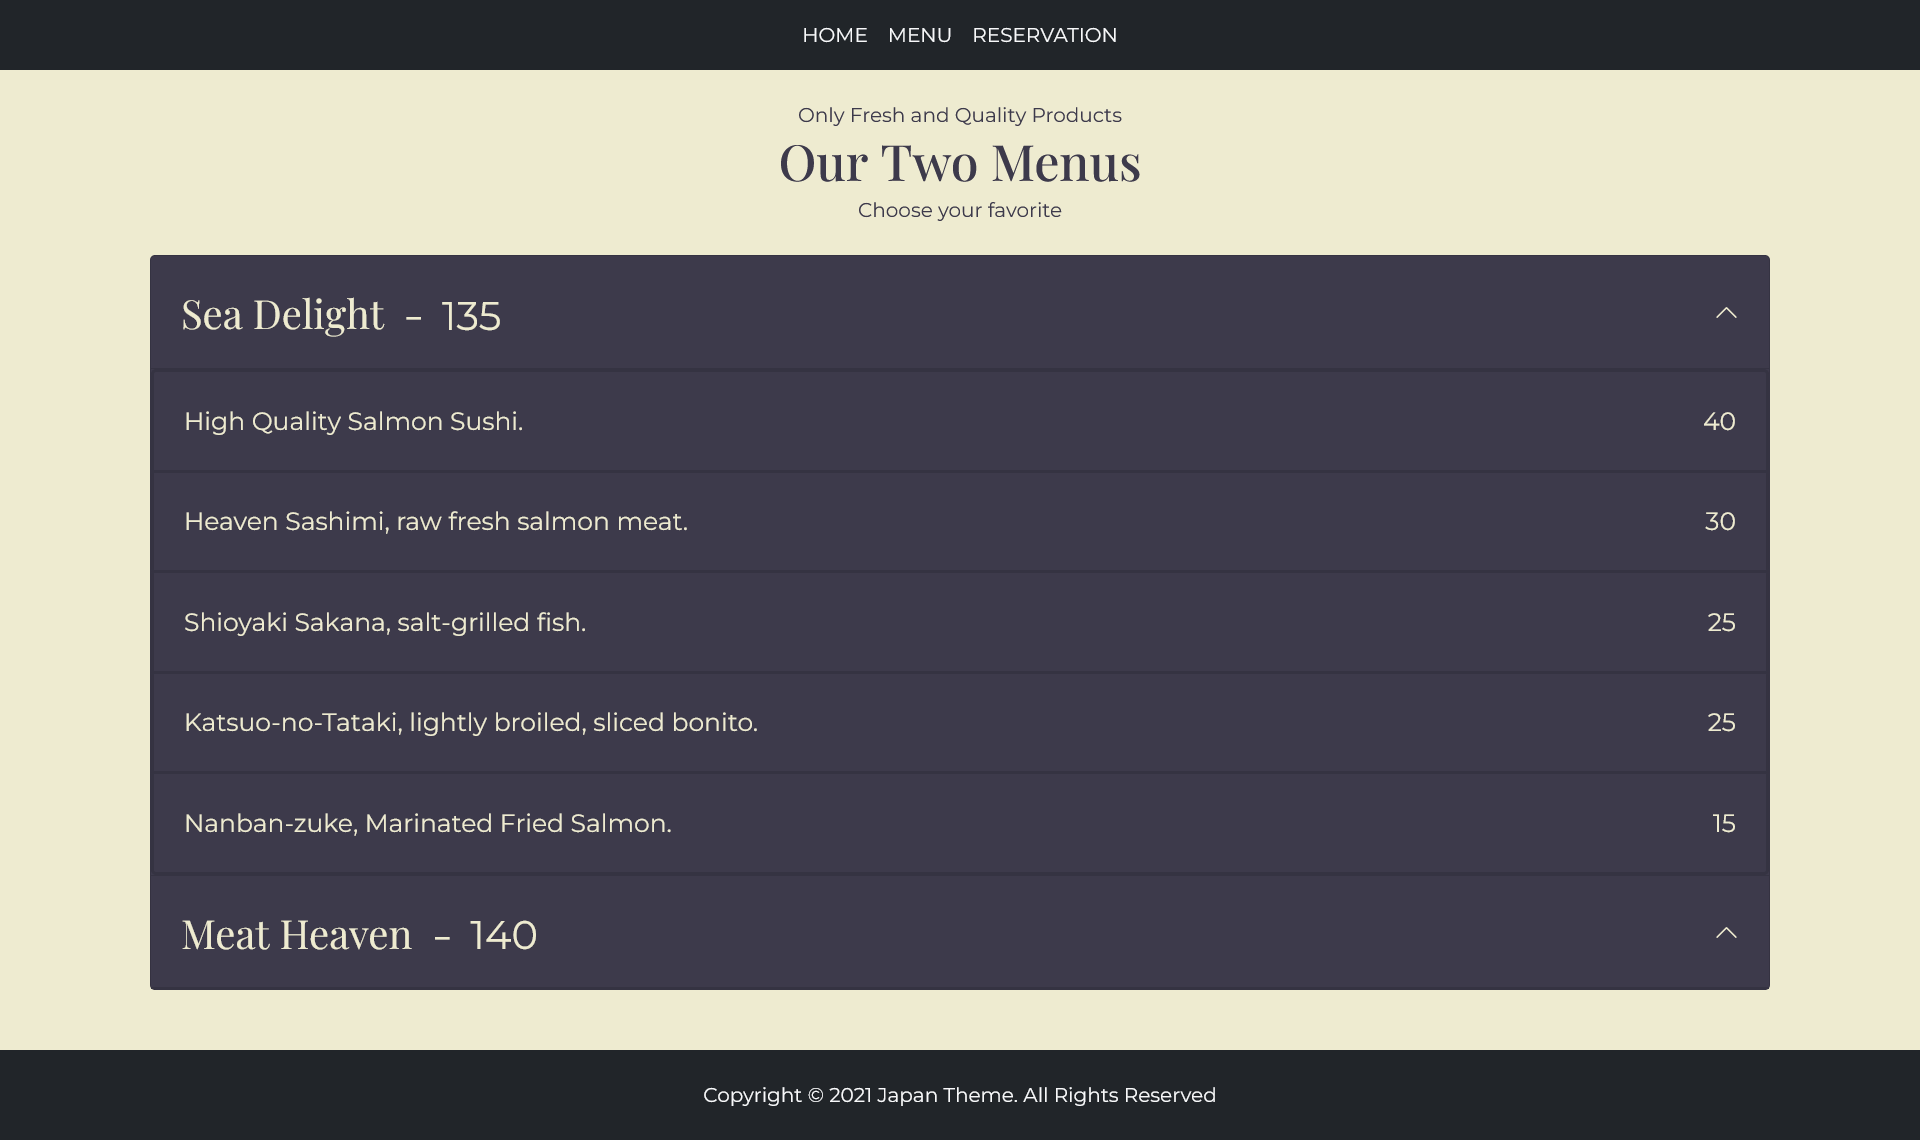 HOME MENU RESERVATION
Only Fresh and Quality Products
Our Two Menus
Choose your favorite
Sea Delight - 135
High Quality Salmon Sushi. 40
Heaven Sashimi, raw fresh salmon meat. 30
Shioyaki Sakana, salt-grilled fish. 25
Katsuo-no-Tataki, lightly broiled, sliced bonito. 25
Nanban-zuke, Marinated Fried Salmon. 15
Meat Heaven - 140
Copyright © 2021 Japan Theme. All Rights Reserved